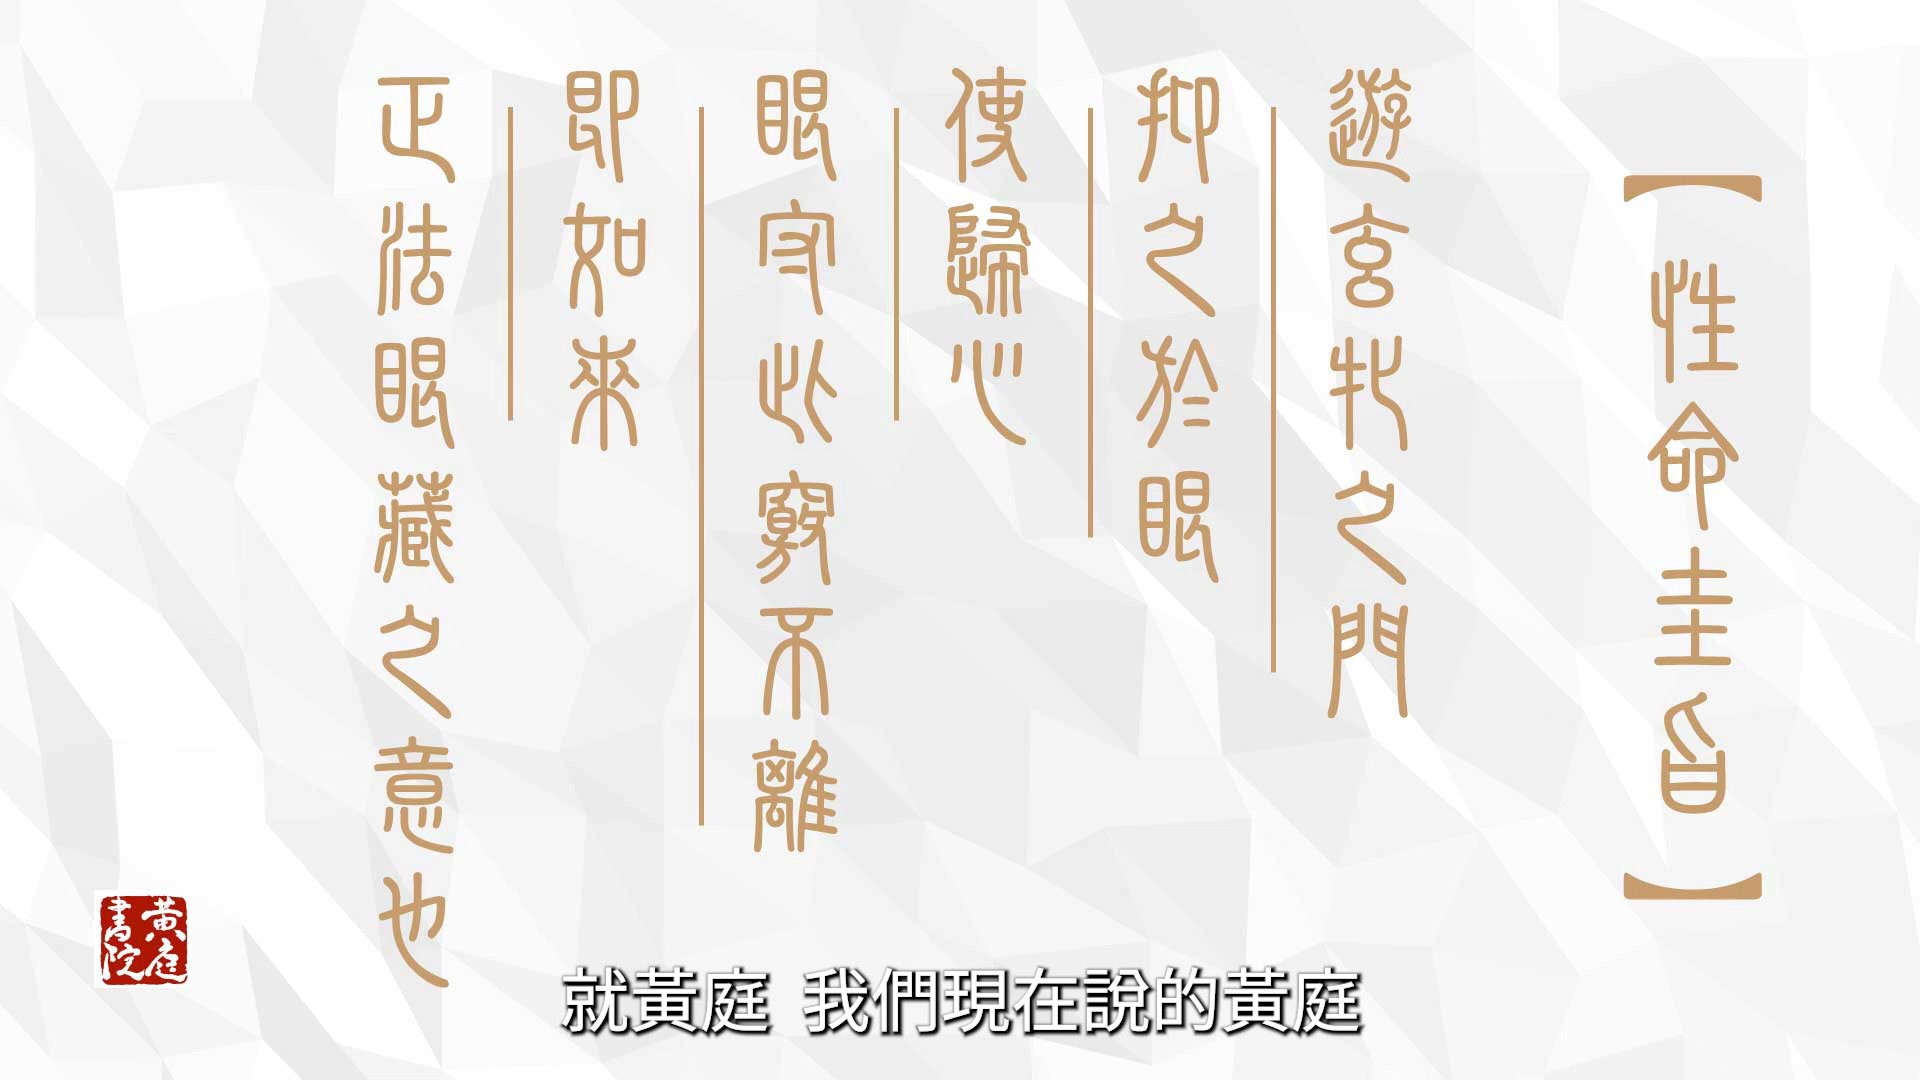 【性命圭旨】
遊玄牝之門
抑之於眼
使歸心
眼守此竅不離
即如來
正法眼藏之意也
黃庭
書院
就黃庭 我們現在說的黃庭